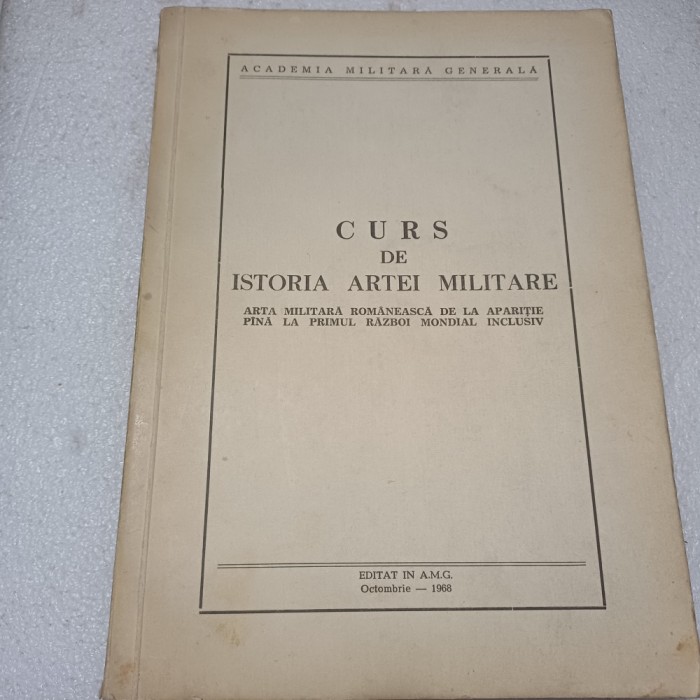 ACADEMIA MILITARĂ GENERALĂ
CURS
DE
ISTORIA ARTEI MILITARE
ARTA MILITARĂ ROMÂNEASCĂ DE LA APARIȚIE
PÎNĂ LA PRIMUL RĂZBOI MONDIAL INCLUSIV
EDITAT IN A.M.G.
Octombrie — 1968